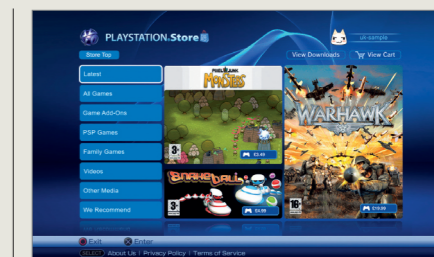 PLAYSTATION.Store
uk-sample
Store Top
View Downloads
View Cart
Latest
All Games
Game Add-Ons
PSP Games
Family Games
Videos
Other Media
We Recommend
PIXELJUNK
MONSTERS
3+
£3.49
SNAKEBALL
3+
£4.99
WARHAWK
16+
£19.99
Exit
Enter
SELECT About Us | Privacy Policy | Terms of Service